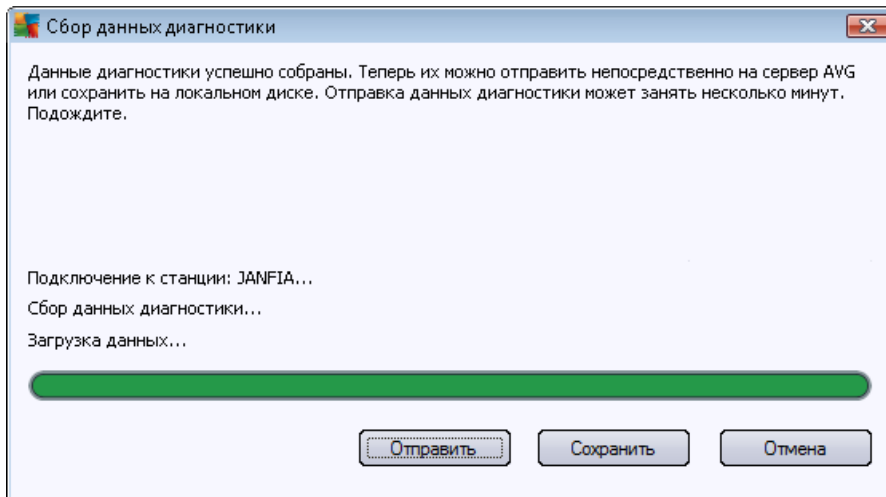 Сбор данных диагностики
Данные диагностики успешно собраны. Теперь их можно отправить непосредственно на сервер AVG
или сохранить на локальном диске. Отправка данных диагностики может занять несколько минут.
Подождите.
Подключение к станции: JANFIA...
Сбор данных диагностики...
Загрузка данных...
Отправить
Сохранить
Отмена